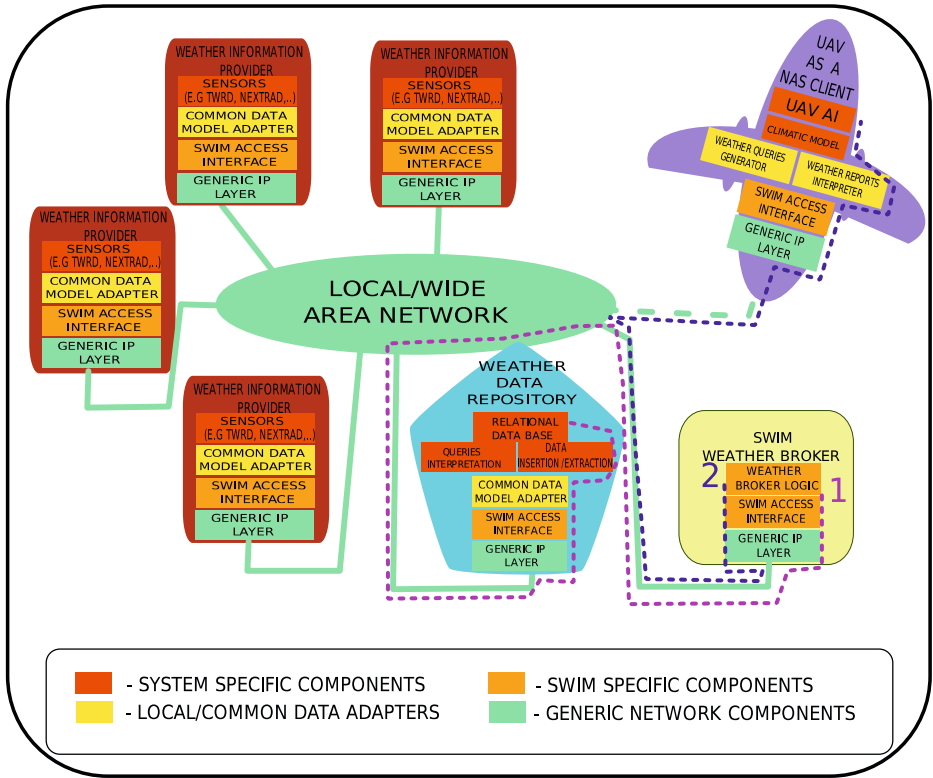 WEATHER INFORMATION
PROVIDER
SENSORS
(E.G TWRD, NEXTRAD,..)
COMMON DATA
MODEL ADAPTER
SWIM ACCESS
INTERFACE
GENERIC IP
LAYER
WEATHER INFORMATION
PROVIDER
SENSORS
(E.G TWRD, NEXTRAD,..)
COMMON DATA
MODEL ADAPTER
SWIM ACCESS
INTERFACE
GENERIC IP
LAYER
UAV
AS A
NAS CLIENT
UAV AI
CLIMATIC MODEL
WEATHER QUERIES
GENERATOR
WEATHER REPORTS
INTERPRETER
SWIM ACCESS
INTERFACE
GENERIC IP
LAYER
WEATHER INFORMATION
PROVIDER
SENSORS
(E.G TWRD, NEXTRAD,..)
COMMON DATA
MODEL ADAPTER
SWIM ACCESS
INTERFACE
GENERIC IP
LAYER
LOCAL/WIDE
AREA NETWORK
WEATHER INFORMATION
PROVIDER
SENSORS
(E.G TWRD, NEXTRAD,..)
COMMON DATA
MODEL ADAPTER
SWIM ACCESS
INTERFACE
GENERIC IP
LAYER
WEATHER
DATA
REPOSITORY
RELATIONAL
DATA BASE
QUERIES
INTERPRETATION
DATA
INSERTION/EXTRACTION
COMMON DATA
MODEL ADAPTER
SWIM ACCESS
INTERFACE
GENERIC IP
LAYER
SWIM
WEATHER BROKER
2
WEATHER
BROKER LOGIC
1
SWIM ACCESS
INTERFACE
GENERIC IP
LAYER
- SYSTEM SPECIFIC COMPONENTS
- SWIM SPECIFIC COMPONENTS
- LOCAL/COMMON DATA ADAPTERS
- GENERIC NETWORK COMPONENTS